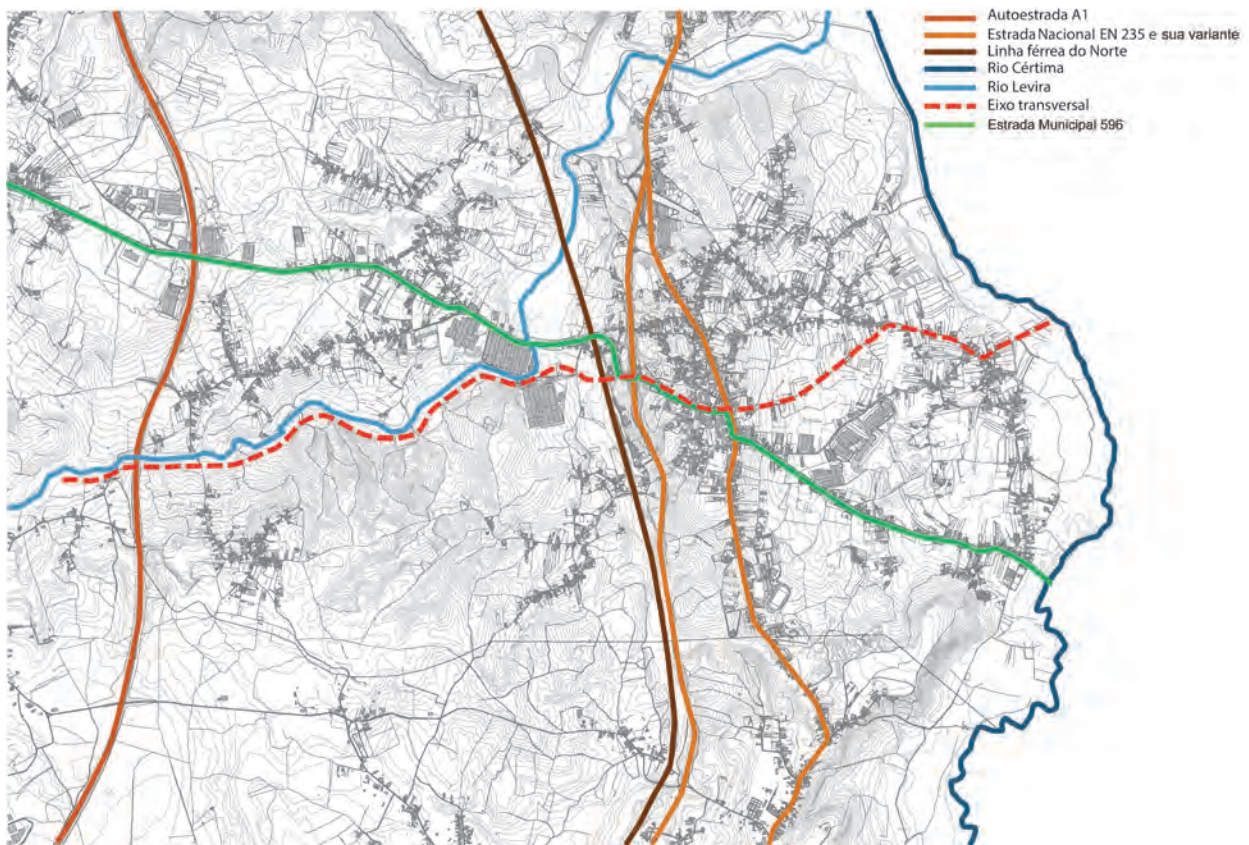 Autoestrada A1
Estrada Nacional EN 235 e sua variante
Linha férrea do Norte
Rio Cértima
Rio Levira
Eixo transversal
Estrada Municipal 596